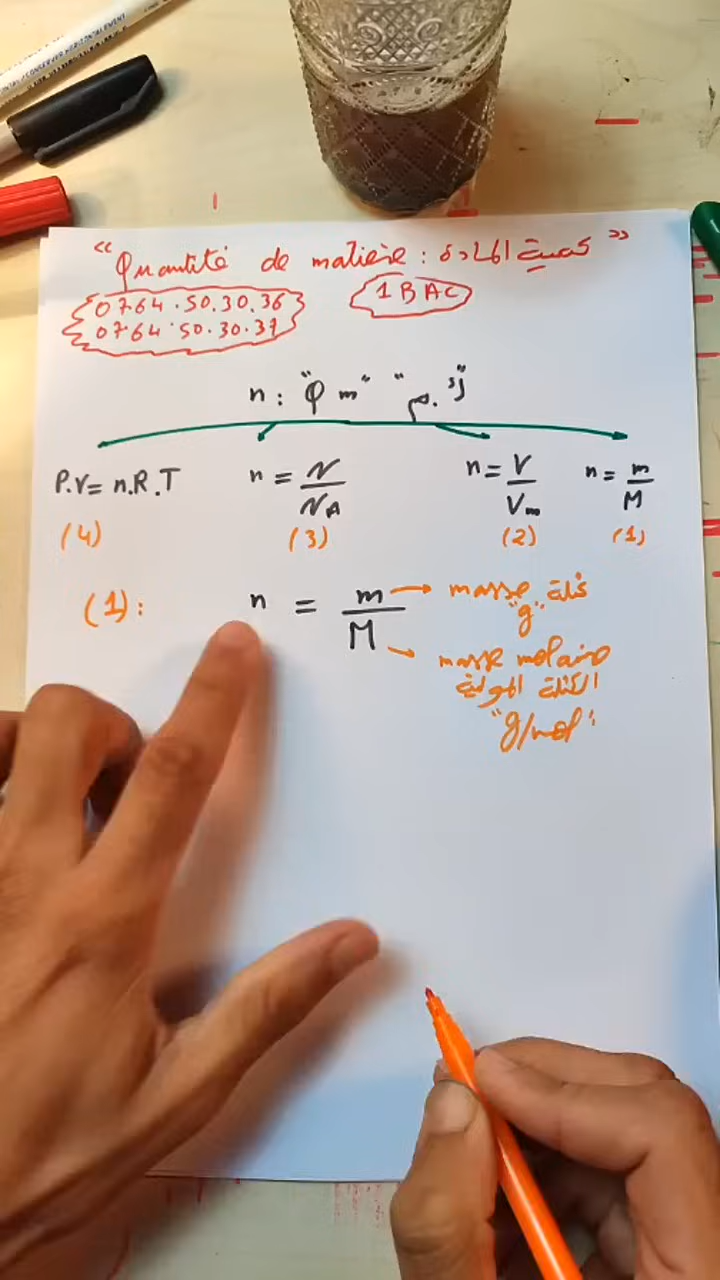 "Quantité de matière : كمية المادة"
0764.50.30.36
0764.50.30.37
1 BAC
n : "Qm"
P.V = n.R.T
n = N/NA
n = V/Vm
n = m/M
(4)
(3)
(2)
(1)
(1) : n = m/M
masse كتلة
"g"
masse molaire
الكتلة المولية
"g/mol"